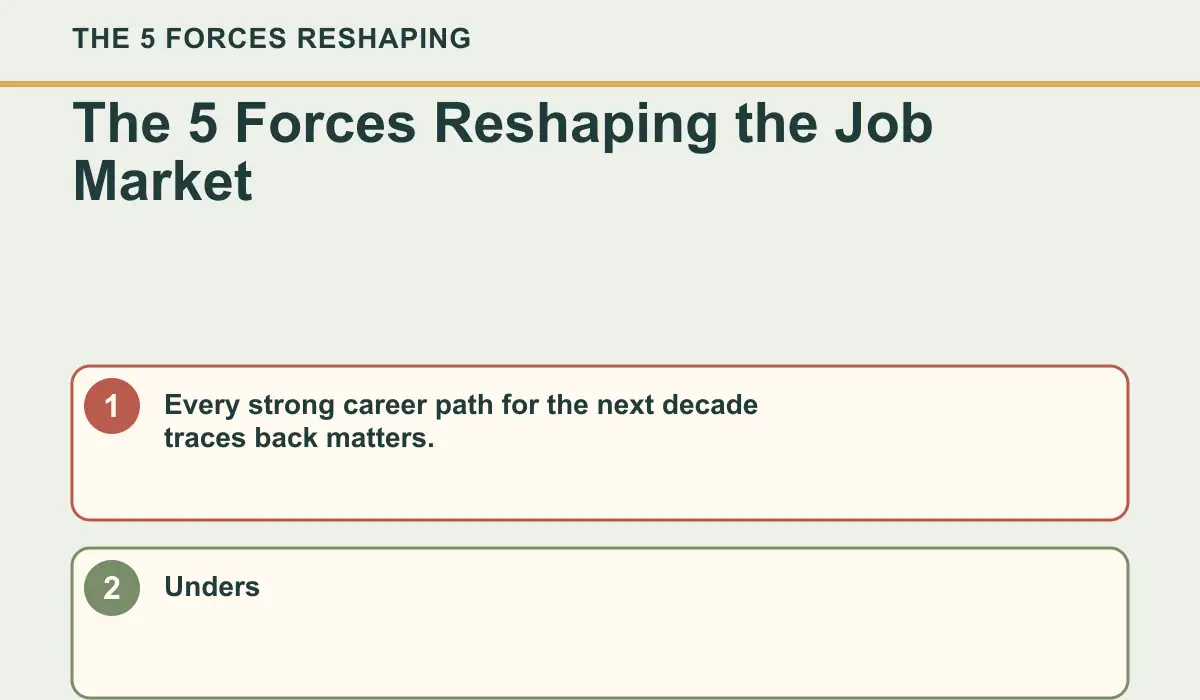 THE 5 FORCES RESHAPING
The 5 Forces Reshaping the Job
Market
1
Every strong career path for the next decade
traces back matters.
2
Unders